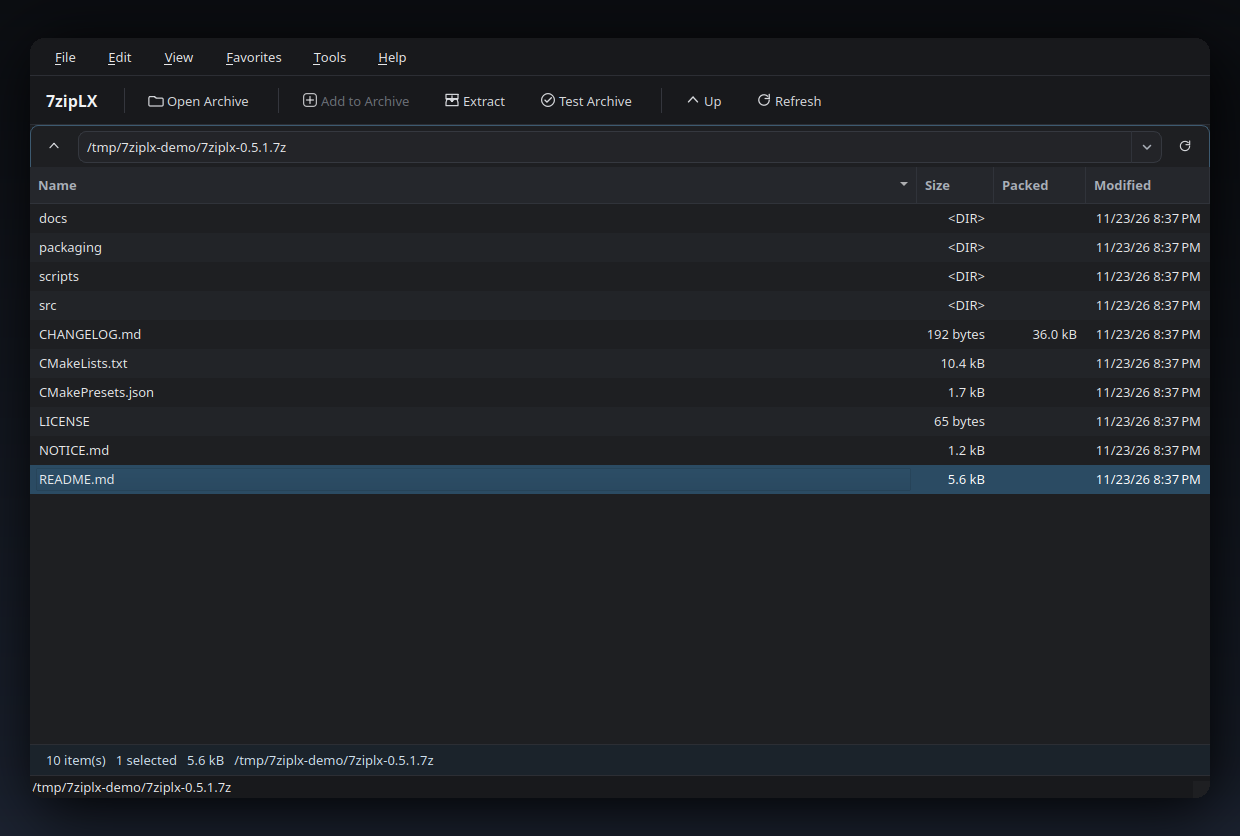 File Edit View Favorites Tools Help
7zipLX Open Archive Add to Archive Extract Test Archive Up Refresh
/tmp/7ziplx-demo/7ziplx-0.5.1.7z
Name Size Packed Modified
docs <DIR> 11/23/26 8:37 PM
packaging <DIR> 11/23/26 8:37 PM
scripts <DIR> 11/23/26 8:37 PM
src <DIR> 11/23/26 8:37 PM
CHANGELOG.md 192 bytes 36.0 kB 11/23/26 8:37 PM
CMakeLists.txt 10.4 kB 11/23/26 8:37 PM
CMakePresets.json 1.7 kB 11/23/26 8:37 PM
LICENSE 65 bytes 11/23/26 8:37 PM
NOTICE.md 1.2 kB 11/23/26 8:37 PM
README.md 5.6 kB 11/23/26 8:37 PM
10 item(s) 1 selected 5.6 kB /tmp/7ziplx-demo/7ziplx-0.5.1.7z
/tmp/7ziplx-demo/7ziplx-0.5.1.7z